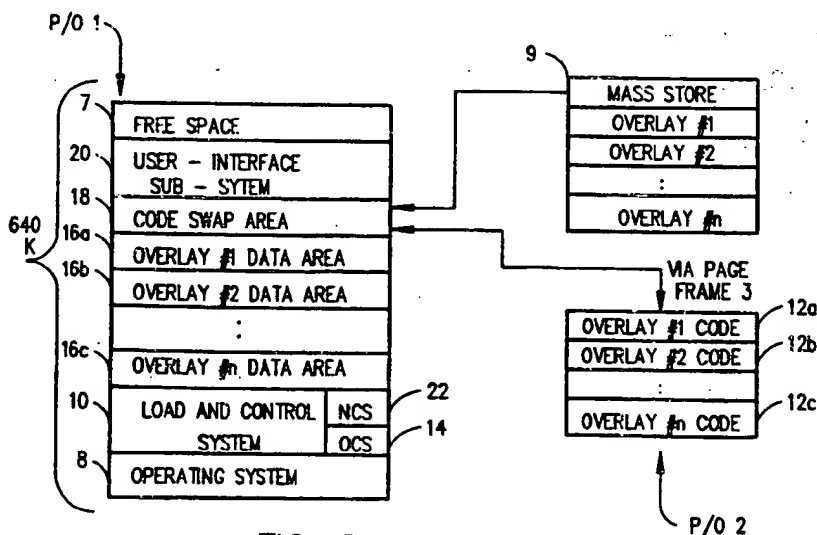 P/O 1
9
7
FREE SPACE
20
USER - INTERFACE
SUB - SYTEM
18
CODE SWAP AREA
640
K
16a
OVERLAY #1 DATA AREA
16b
OVERLAY #2 DATA AREA
:
16c
OVERLAY #n DATA AREA
10
LOAD AND CONTROL
SYSTEM
NCS
22
OCS
14
8
OPERATING SYSTEM
MASS STORE
OVERLAY #1
OVERLAY #2
:
OVERLAY #n
VIA PAGE
FRAME 3
OVERLAY #1 CODE
12a
OVERLAY #2 CODE
12b
:
OVERLAY #n CODE
12c
P/O 2